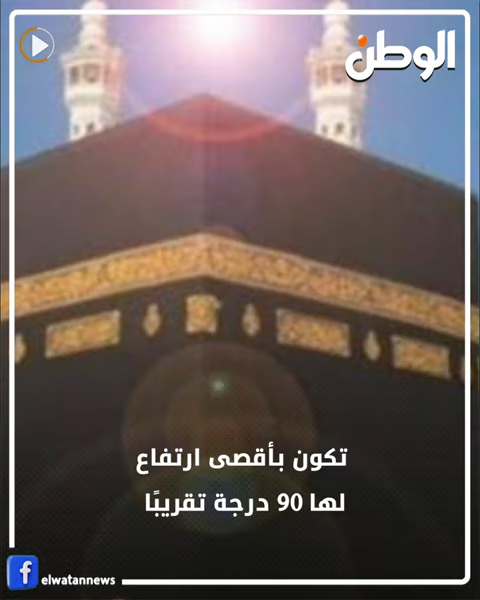 الوطن
تكون بأقصى ارتفاع
لها 90 درجة تقريبًا
elwatannews